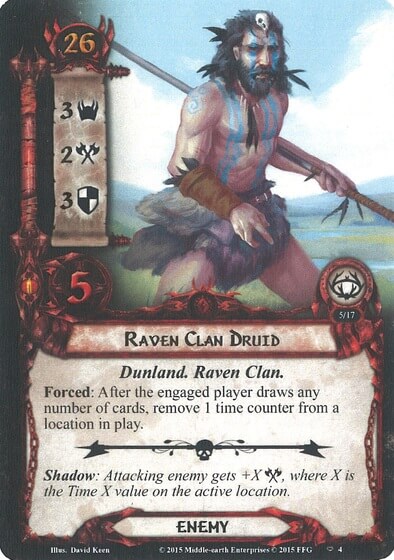 26
3
2
3
5
5/17
Raven Clan Druid
Dunland. Raven Clan.
Forced: After the engaged player draws any
number of cards, remove 1 time counter from a
location in play.
Shadow: Attacking enemy gets +X , where X is
the Time X value on the active location.
ENEMY
Illus. David Keen © 2015 Middle-earth Enterprises © 2015 FFG 4